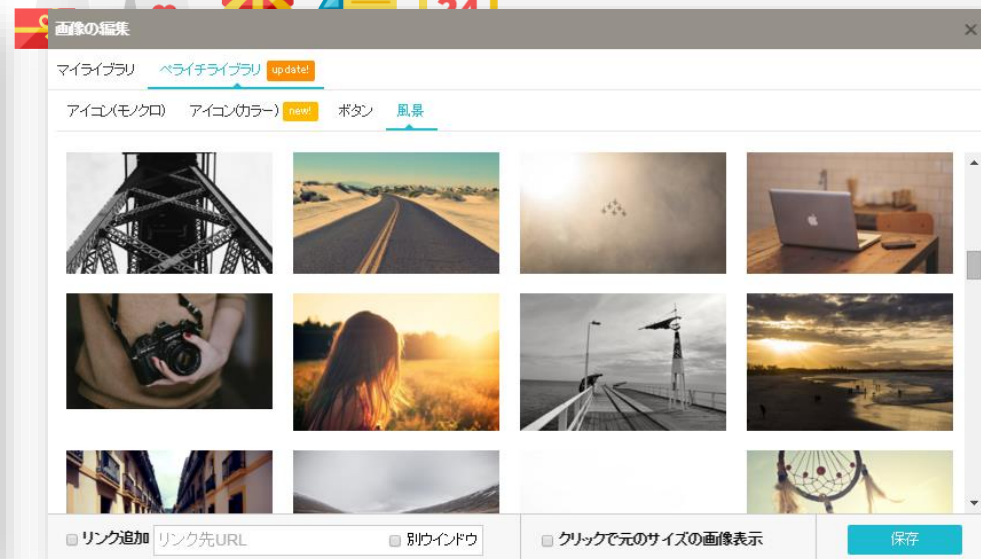 24
画像の編集 ×
マイライブラリ ペライチライブラリ update!
アイコン(モノクロ) アイコン(カラー) new! ボタン 風景
リンク追加 リンク先URL 別ウインドウ クリックで元のサイズの画像表示 保存